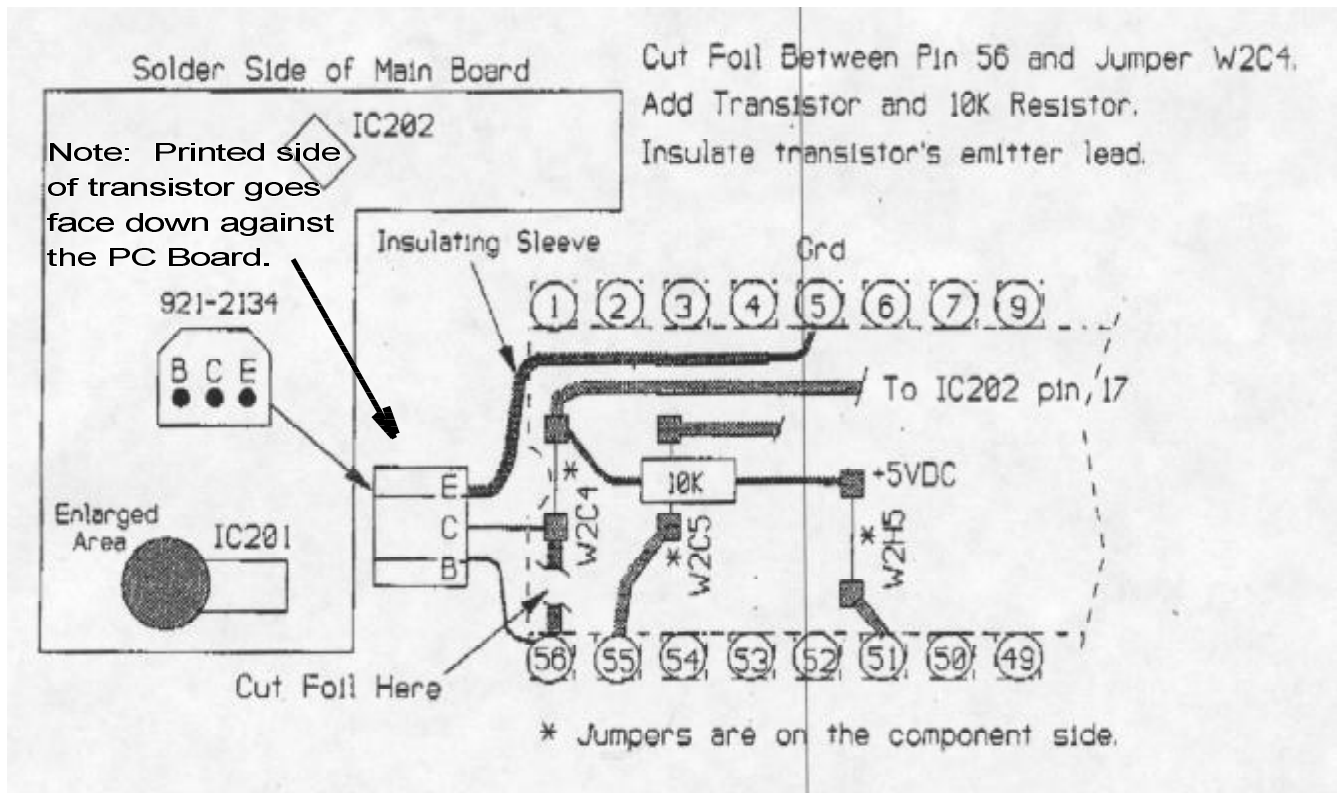 Solder Side of Main Board
Cut Foil Between Pin 56 and Jumper W2C4.
Add Transistor and 10K Resistor.
Insulate transistor's emitter lead.
IC202
Note: Printed side
of transistor goes
face down against
the PC Board.
Insulating Sleeve
Grd
921-2134
B C E
1 2 3 4 5 6 7 9
To IC202 pin 17
E
C
B
*
W2C4
10K
+5VDC
*
W2C5
*
W2H5
Enlarged
Area
IC201
56 55 54 53 52 51 50 49
Cut Foil Here
* Jumpers are on the component side.